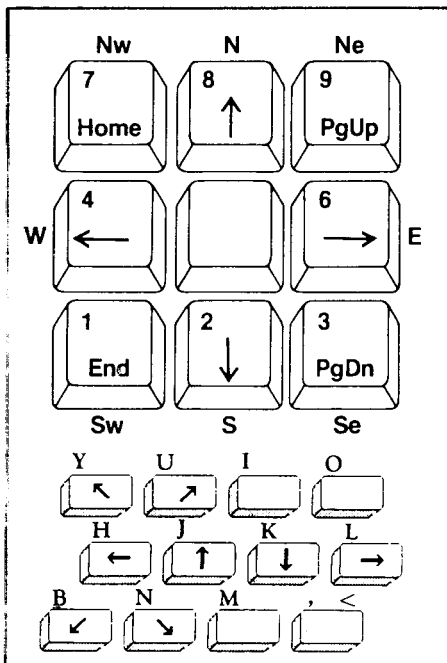 Nw N Ne
7 8 9
Home ↑ PgUp
4 6
W ← → E
1 2 3
End ↓ PgDn
Sw S Se
Y U I O
↖ ↗
H J K L
← ↑ ↓ →
B N M , <
↙ ↘